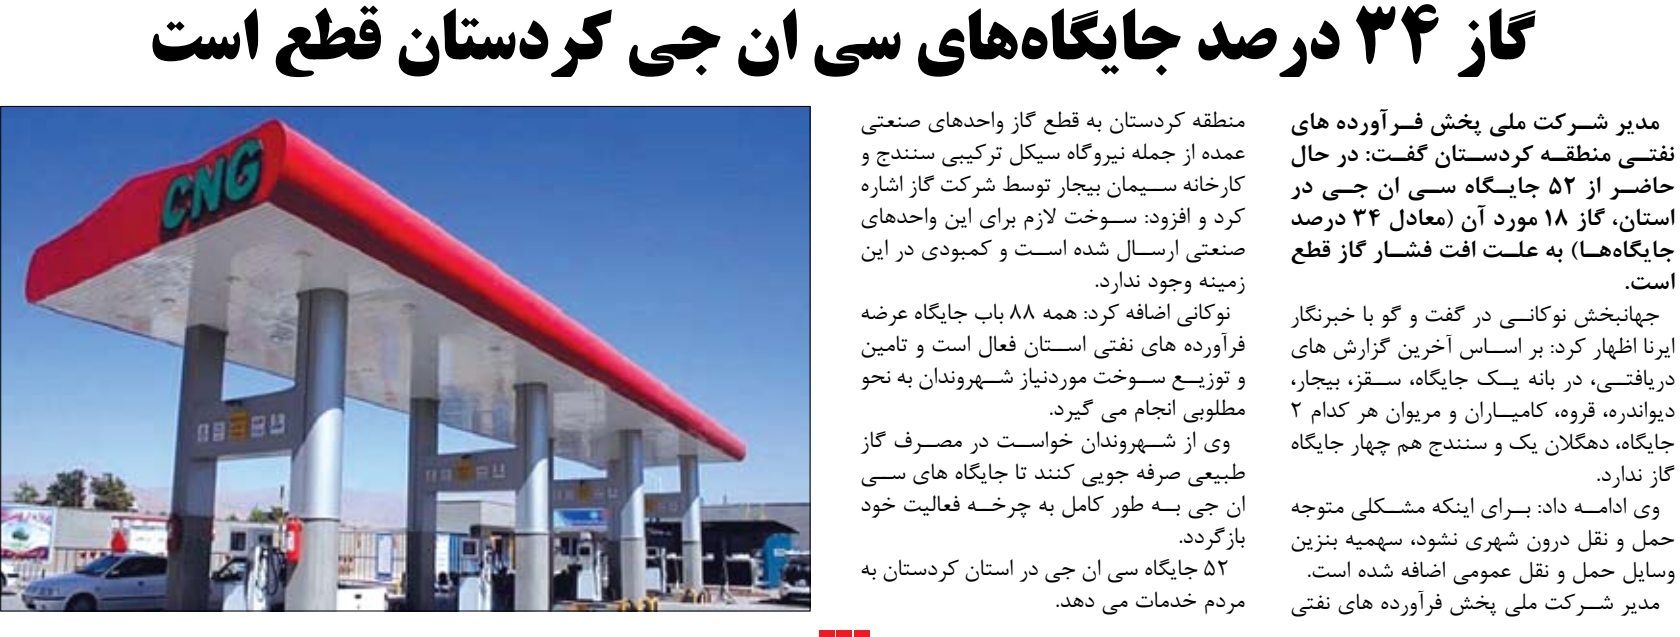 گاز ۳۴ درصد جایگاه‌های سی ان جی کردستان قطع است
مدیر شرکت ملی پخش فرآورده های
نفتی منطقه کردستان گفت: در حال
حاضر از ۵۲ جایگاه سی ان جی در
استان، گاز ۱۸ مورد آن (معادل ۳۴ درصد
جایگاه‌ها) به علت افت فشار گاز قطع
است.
جهانبخش نوکانی در گفت و گو با خبرنگار
ایرنا اظهار کرد: بر اساس آخرین گزارش های
دریافتی، در بانه یک جایگاه، سقز، بیجار،
دیواندره، قروه، کامیاران و مریوان هر کدام ۲
جایگاه، دهگلان یک و سنندج هم چهار جایگاه
گاز ندارد.
وی ادامه داد: برای اینکه مشکلی متوجه
حمل و نقل درون شهری نشود، سهمیه بنزین
وسایل حمل و نقل عمومی اضافه شده است.
مدیر شرکت ملی پخش فرآورده های نفتی
منطقه کردستان به قطع گاز واحدهای صنعتی
عمده از جمله نیروگاه سیکل ترکیبی سنندج و
کارخانه سیمان بیجار توسط شرکت گاز اشاره
کرد و افزود: سوخت لازم برای این واحدهای
صنعتی ارسال شده است و کمبودی در این
زمینه وجود ندارد.
نوکانی اضافه کرد: همه ۸۸ باب جایگاه عرضه
فرآورده های نفتی استان فعال است و تامین
و توزیع سوخت موردنیاز شهروندان به نحو
مطلوبی انجام می گیرد.
وی از شهروندان خواست در مصرف گاز
طبیعی صرفه جویی کنند تا جایگاه های سی
ان جی به طور کامل به چرخه فعالیت خود
بازگردد.
۵۲ جایگاه سی ان جی در استان کردستان به
مردم خدمات می دهد.
CNG